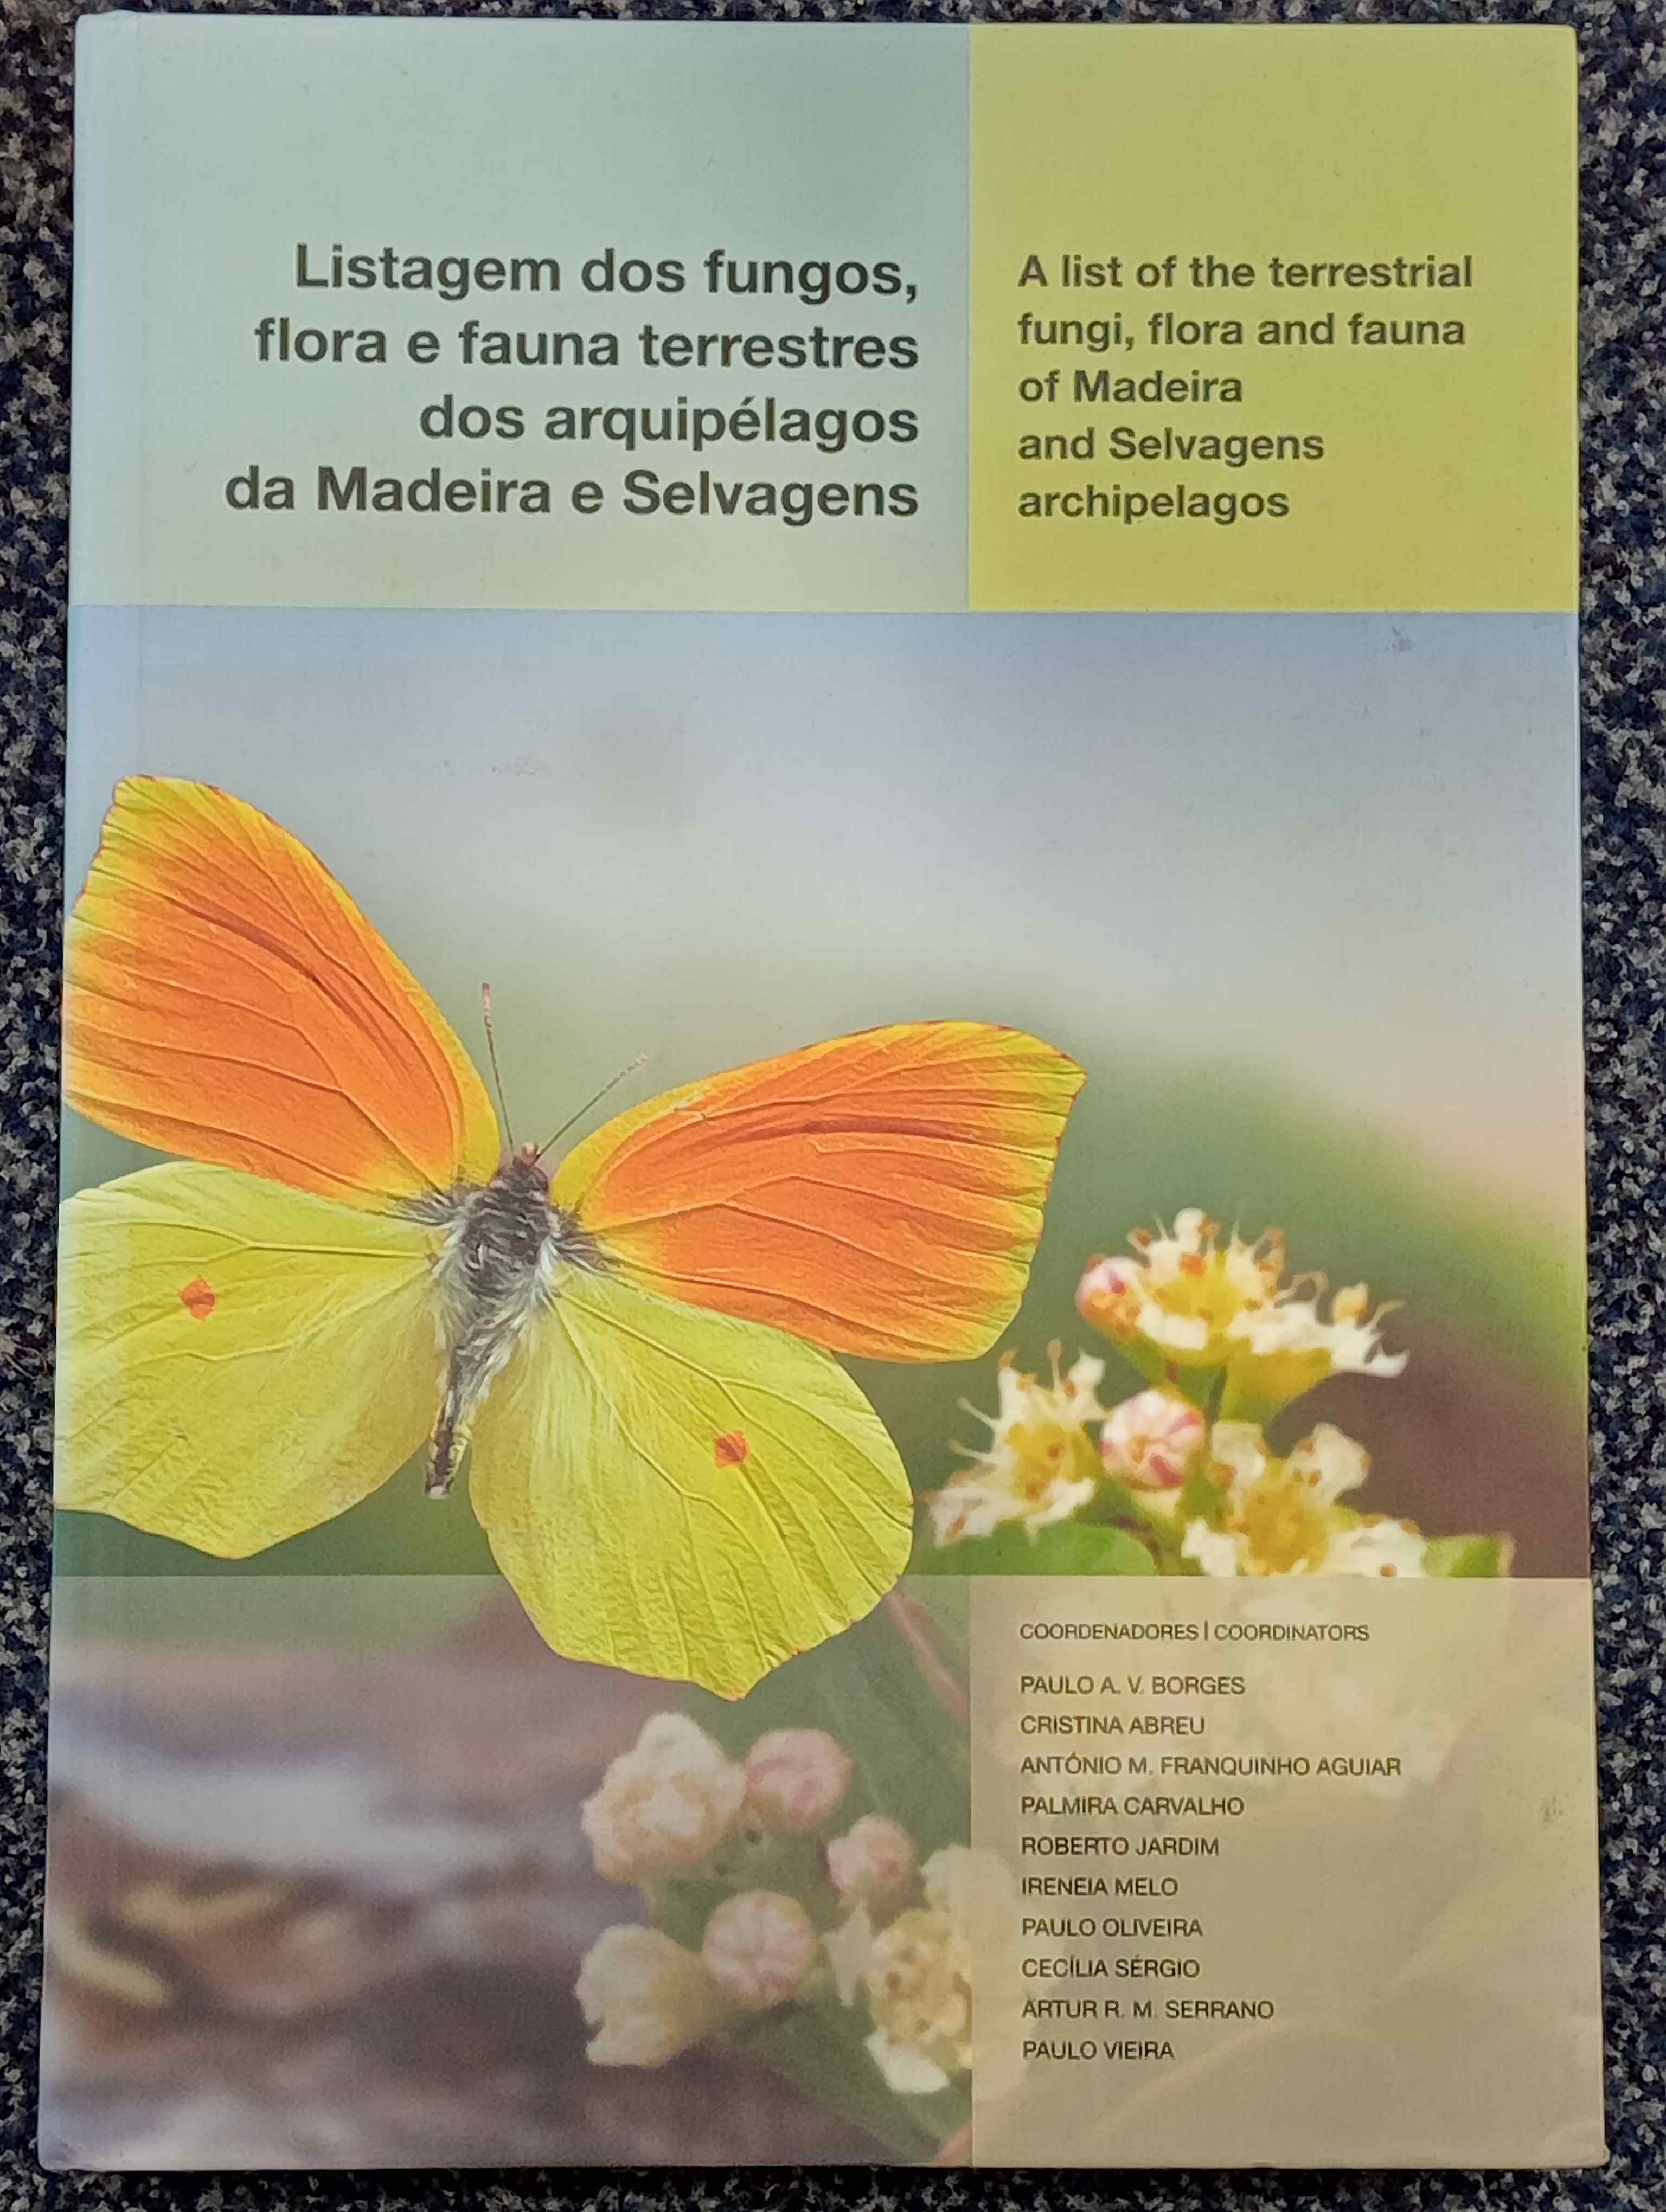 Listagem dos fungos,
flora e fauna terrestres
dos arquipélagos
da Madeira e Selvagens
A list of the terrestrial
fungi, flora and fauna
of Madeira
and Selvagens
archipelagos
COORDENADORES | COORDINATORS
PAULO A. V. BORGES
CRISTINA ABREU
ANTÓNIO M. FRANQUINHO AGUIAR
PALMIRA CARVALHO
ROBERTO JARDIM
IRENEIA MELO
PAULO OLIVEIRA
CECÍLIA SÉRGIO
ARTUR R. M. SERRANO
PAULO VIEIRA